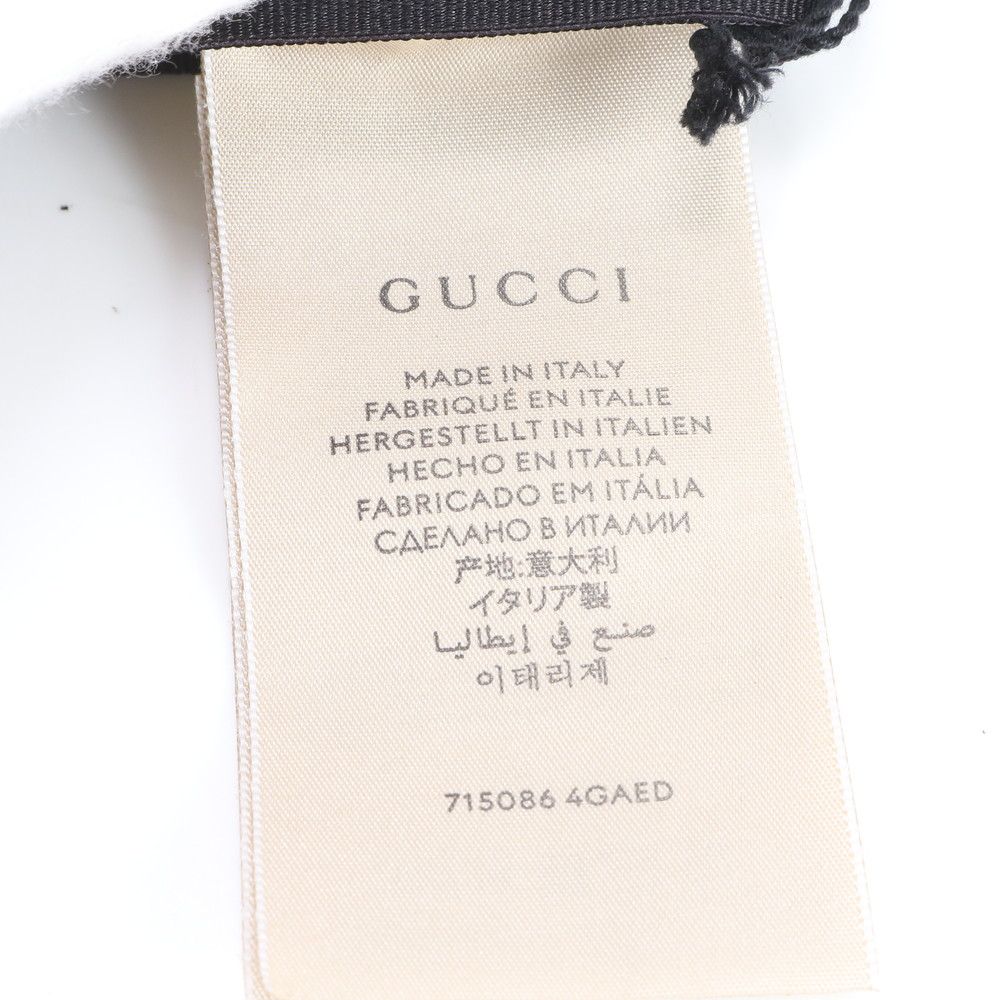 GUCCI
MADE IN ITALY
FABRIQUÉ EN ITALIE
HERGESTELLT IN ITALIEN
HECHO EN ITALIA
FABRICADO EM ITÁLIA
СДЕЛАНО В ИТАЛИИ
产地:意大利
イタリア製
صنع في إيطاليا
이태리제
715086 4GAED